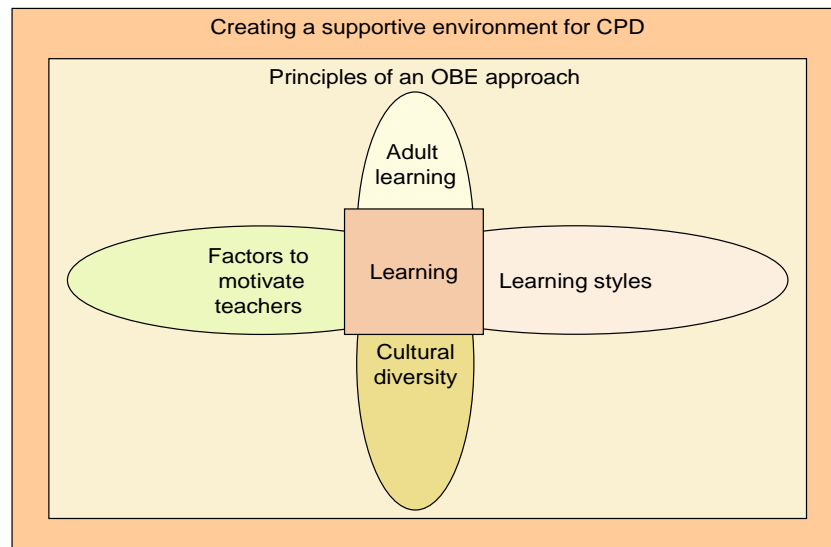 Creating a supportive environment for CPD
Principles of an OBE approach
Adult
learning
Factors to
motivate
teachers
Learning
Learning styles
Cultural
diversity